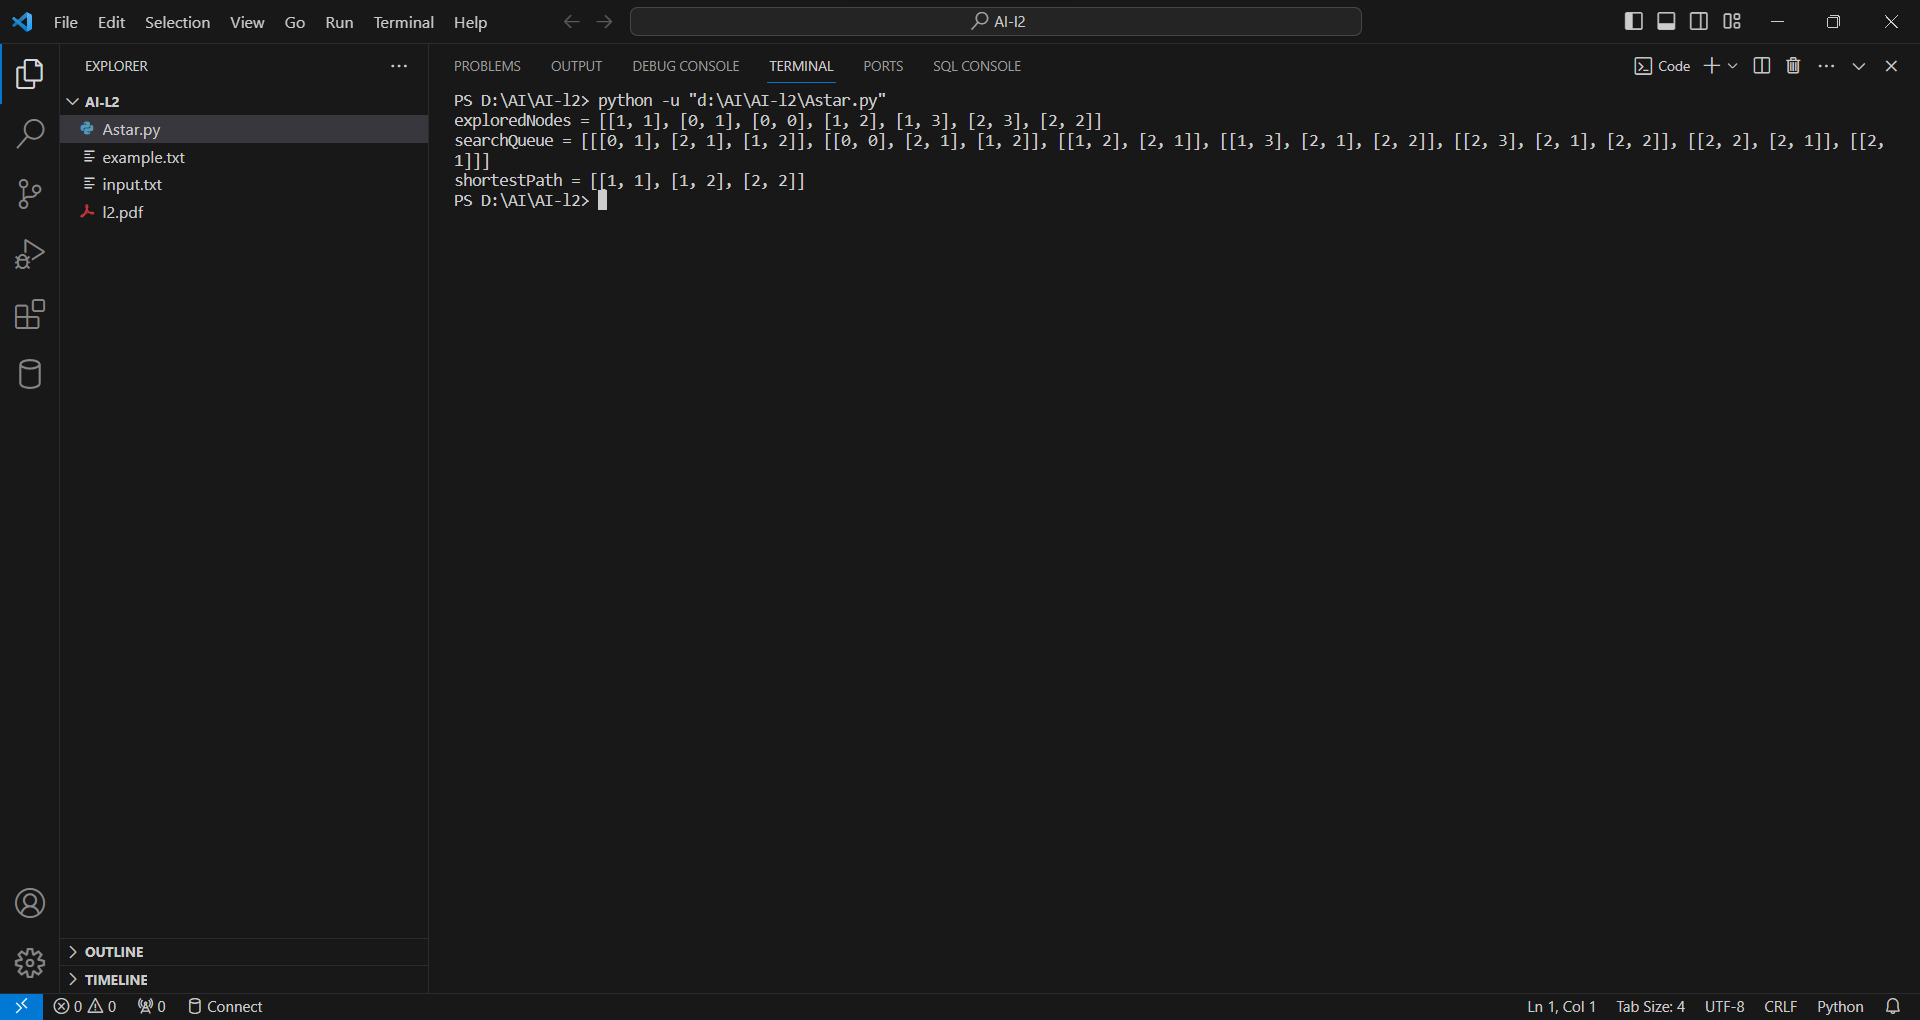 File Edit Selection View Go Run Terminal Help
AI-l2
EXPLORER
AI-L2
Astar.py
example.txt
input.txt
l2.pdf
OUTLINE
TIMELINE
PROBLEMS OUTPUT DEBUG CONSOLE TERMINAL PORTS SQL CONSOLE
Code
PS D:\AI\AI-l2> python -u "d:\AI\AI-l2\Astar.py"
exploredNodes = [[1, 1], [0, 1], [0, 0], [1, 2], [1, 3], [2, 3], [2, 2]]
searchQueue = [[[0, 1], [2, 1], [1, 2]], [[0, 0], [2, 1], [1, 2]], [[1, 2], [2, 1]], [[1, 3], [2, 1], [2, 2]], [[2, 3], [2, 1], [2, 2]], [[2, 2], [2, 1]], [[2,
1]]]
shortestPath = [[1, 1], [1, 2], [2, 2]]
PS D:\AI\AI-l2>
0 0 0 Connect
Ln 1, Col 1 Tab Size: 4 UTF-8 CRLF Python